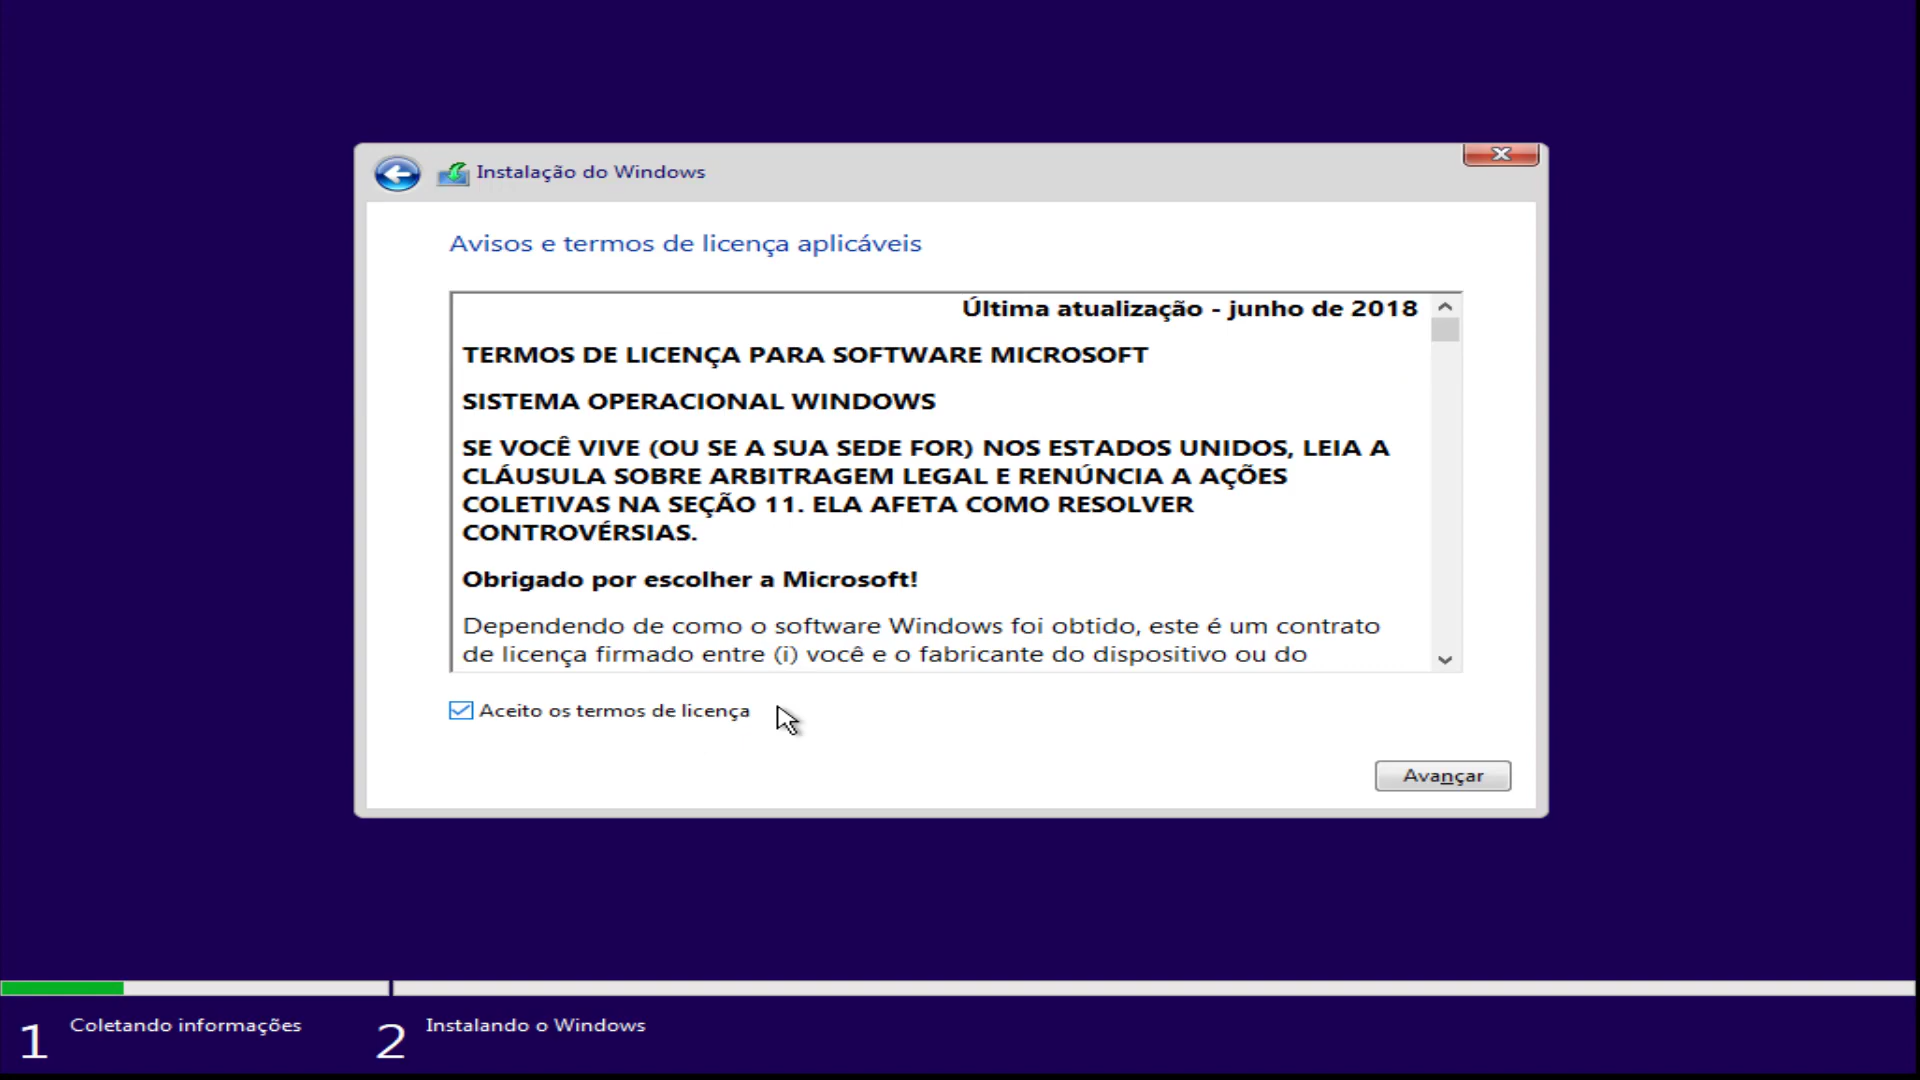 Instalação do Windows
Avisos e termos de licença aplicáveis
Última atualização - junho de 2018
TERMOS DE LICENÇA PARA SOFTWARE MICROSOFT
SISTEMA OPERACIONAL WINDOWS
SE VOCÊ VIVE (OU SE A SUA SEDE FOR) NOS ESTADOS UNIDOS, LEIA A
CLÁUSULA SOBRE ARBITRAGEM LEGAL E RENÚNCIA A AÇÕES
COLETIVAS NA SEÇÃO 11. ELA AFETA COMO RESOLVER
CONTROVÉRSIAS.
Obrigado por escolher a Microsoft!
Dependendo de como o software Windows foi obtido, este é um contrato
de licença firmado entre (i) você e o fabricante do dispositivo ou do
Aceito os termos de licença
Avançar
1 Coletando informações
2 Instalando o Windows